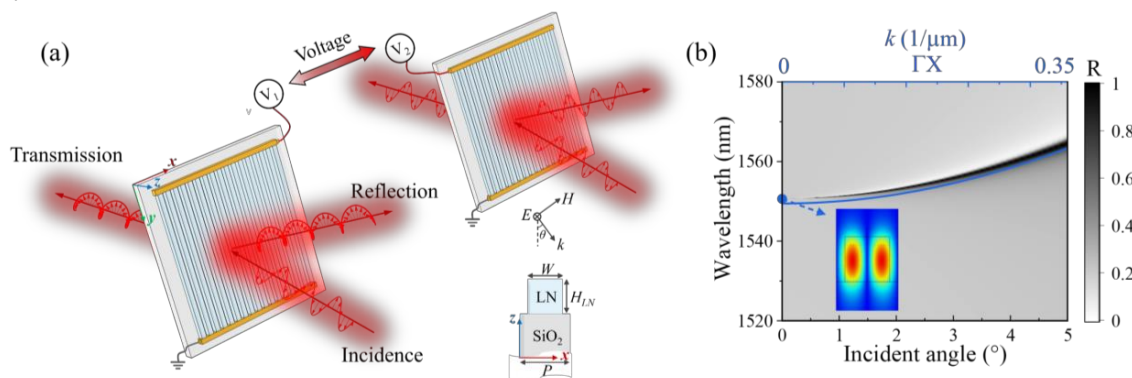 (a)
Voltage
V₂
V₁
v
Transmission
x
z
y
Reflection
H
E
θ
k
W
LN
H_LN
z
SiO₂
x
P
Incidence
(b)
k (1/μm)
0
ΓX
0.35
R
1580
1560
1540
1520
Wavelength (nm)
0
1
2
3
4
5
Incident angle (°)
1
0.8
0.6
0.4
0.2
0